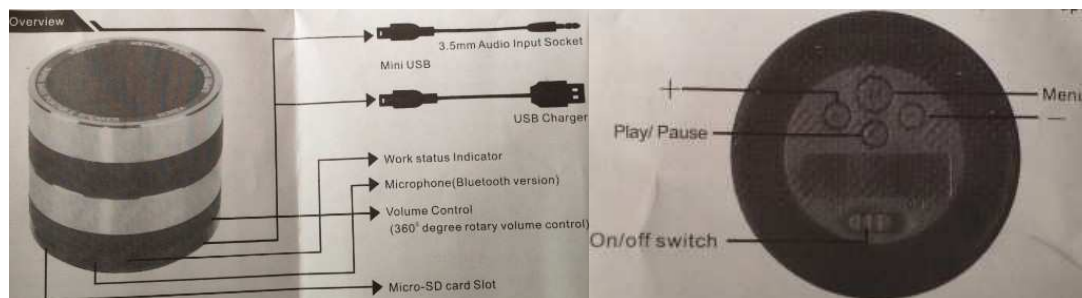 Overview
3.5mm Audio Input Socket
Mini USB
USB Charger
Work status Indicator
Microphone(Bluetooth version)
Volume Control
(360° degree rotary volume control)
Micro-SD card Slot
+
Menu
Play/ Pause
−
On/off switch